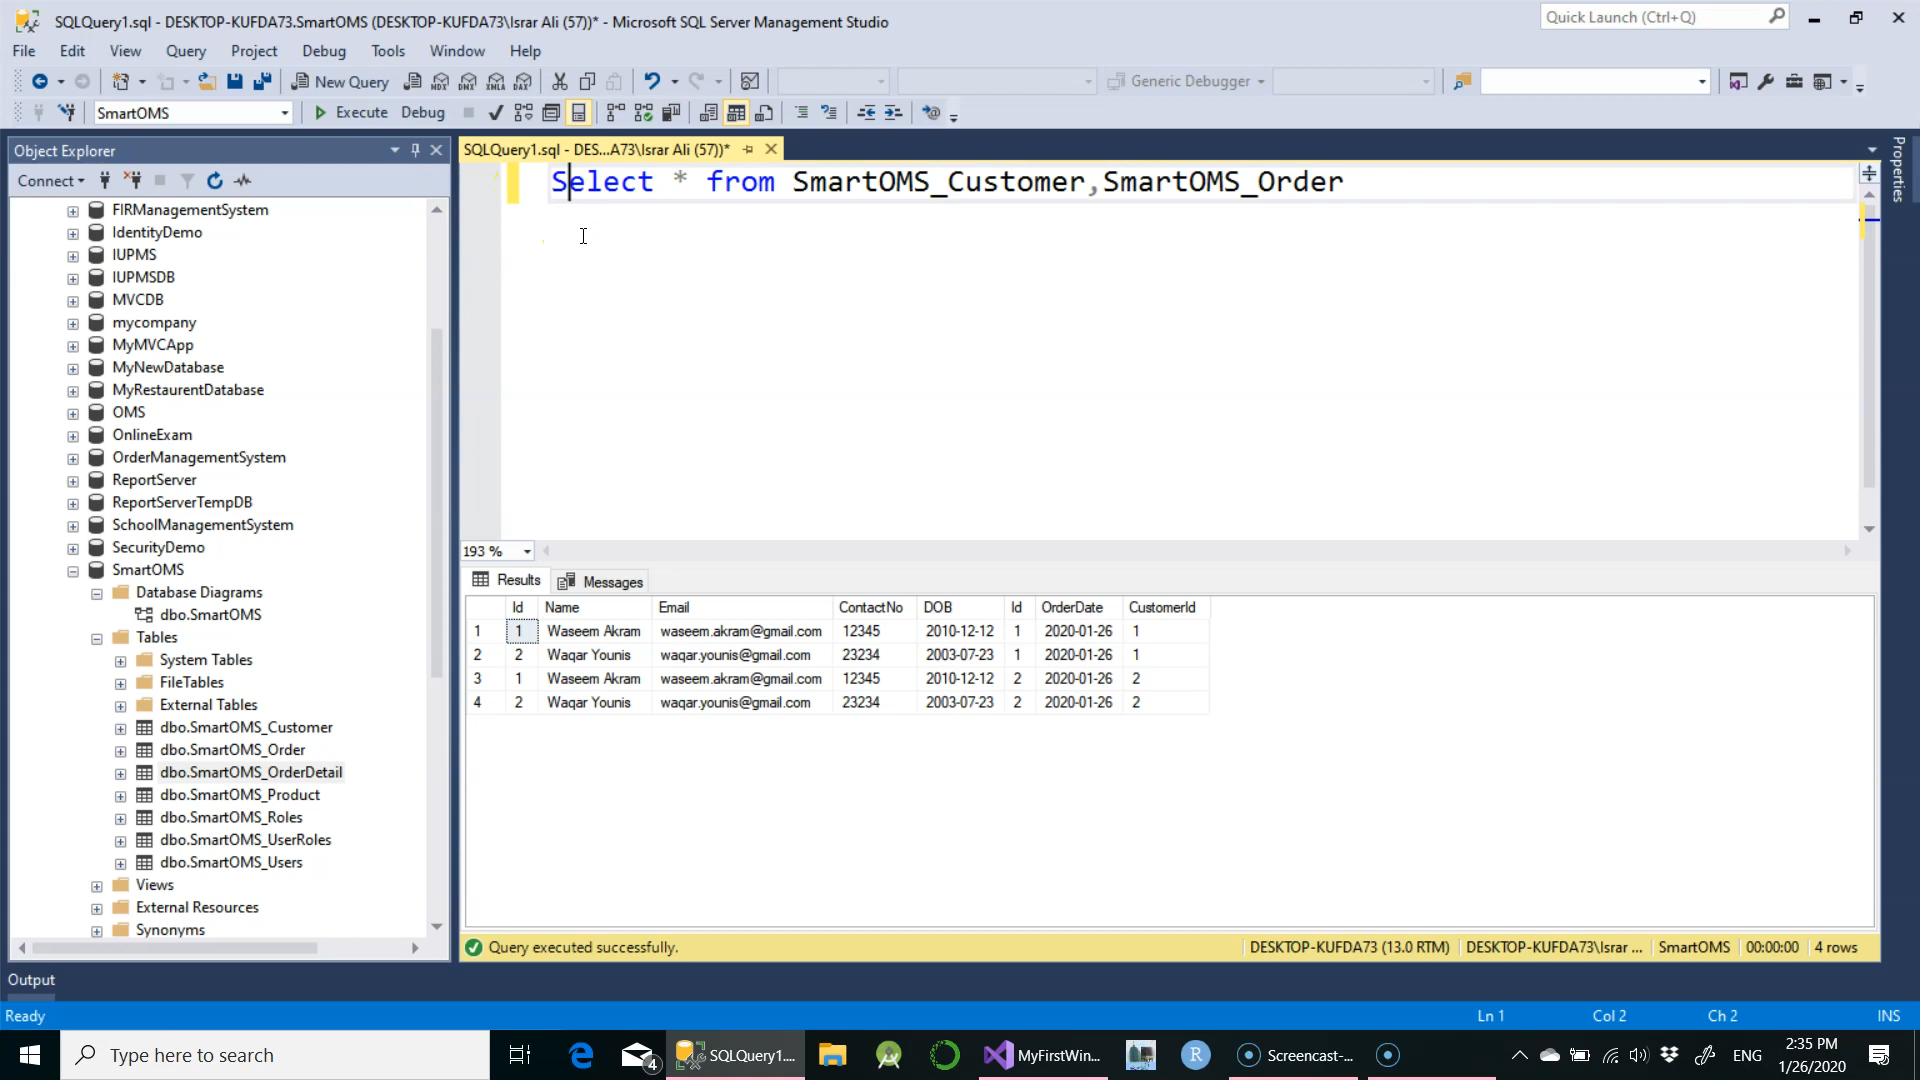 SQLQuery1.sql - DESKTOP-KUFDA73.SmartOMS (DESKTOP-KUFDA73\Israr Ali (57))* - Microsoft SQL Server Management Studio
Quick Launch (Ctrl+Q)
File Edit View Query Project Debug Tools Window Help
New Query MDX DMX XMLA DAX Generic Debugger
SmartOMS Execute Debug
Object Explorer
SQLQuery1.sql - DES...A73\Israr Ali (57))*
Properties
Connect
Select * from SmartOMS_Customer,SmartOMS_Order
FIRManagementSystem
IdentityDemo
IUPMS
IUPMSDB
MVCDB
mycompany
MyMVCApp
MyNewDatabase
MyRestaurentDatabase
OMS
OnlineExam
OrderManagementSystem
ReportServer
ReportServerTempDB
SchoolManagementSystem
SecurityDemo
SmartOMS
Database Diagrams
dbo.SmartOMS
Tables
System Tables
FileTables
External Tables
dbo.SmartOMS_Customer
dbo.SmartOMS_Order
dbo.SmartOMS_OrderDetail
dbo.SmartOMS_Product
dbo.SmartOMS_Roles
dbo.SmartOMS_UserRoles
dbo.SmartOMS_Users
Views
External Resources
Synonyms
193 %
Results Messages
Id Name Email ContactNo DOB Id OrderDate CustomerId
1 1 Waseem Akram waseem.akram@gmail.com 12345 2010-12-12 1 2020-01-26 1
2 2 Waqar Younis waqar.younis@gmail.com 23234 2003-07-23 1 2020-01-26 1
3 1 Waseem Akram waseem.akram@gmail.com 12345 2010-12-12 2 2020-01-26 2
4 2 Waqar Younis waqar.younis@gmail.com 23234 2003-07-23 2 2020-01-26 2
Query executed successfully. DESKTOP-KUFDA73 (13.0 RTM) DESKTOP-KUFDA73\Israr ... SmartOMS 00:00:00 4 rows
Output
Ready Ln 1 Col 2 Ch 2 INS
Type here to search 4 SQLQuery1.... MyFirstWin... R Screencast-... ENG 2:35 PM
1/26/2020